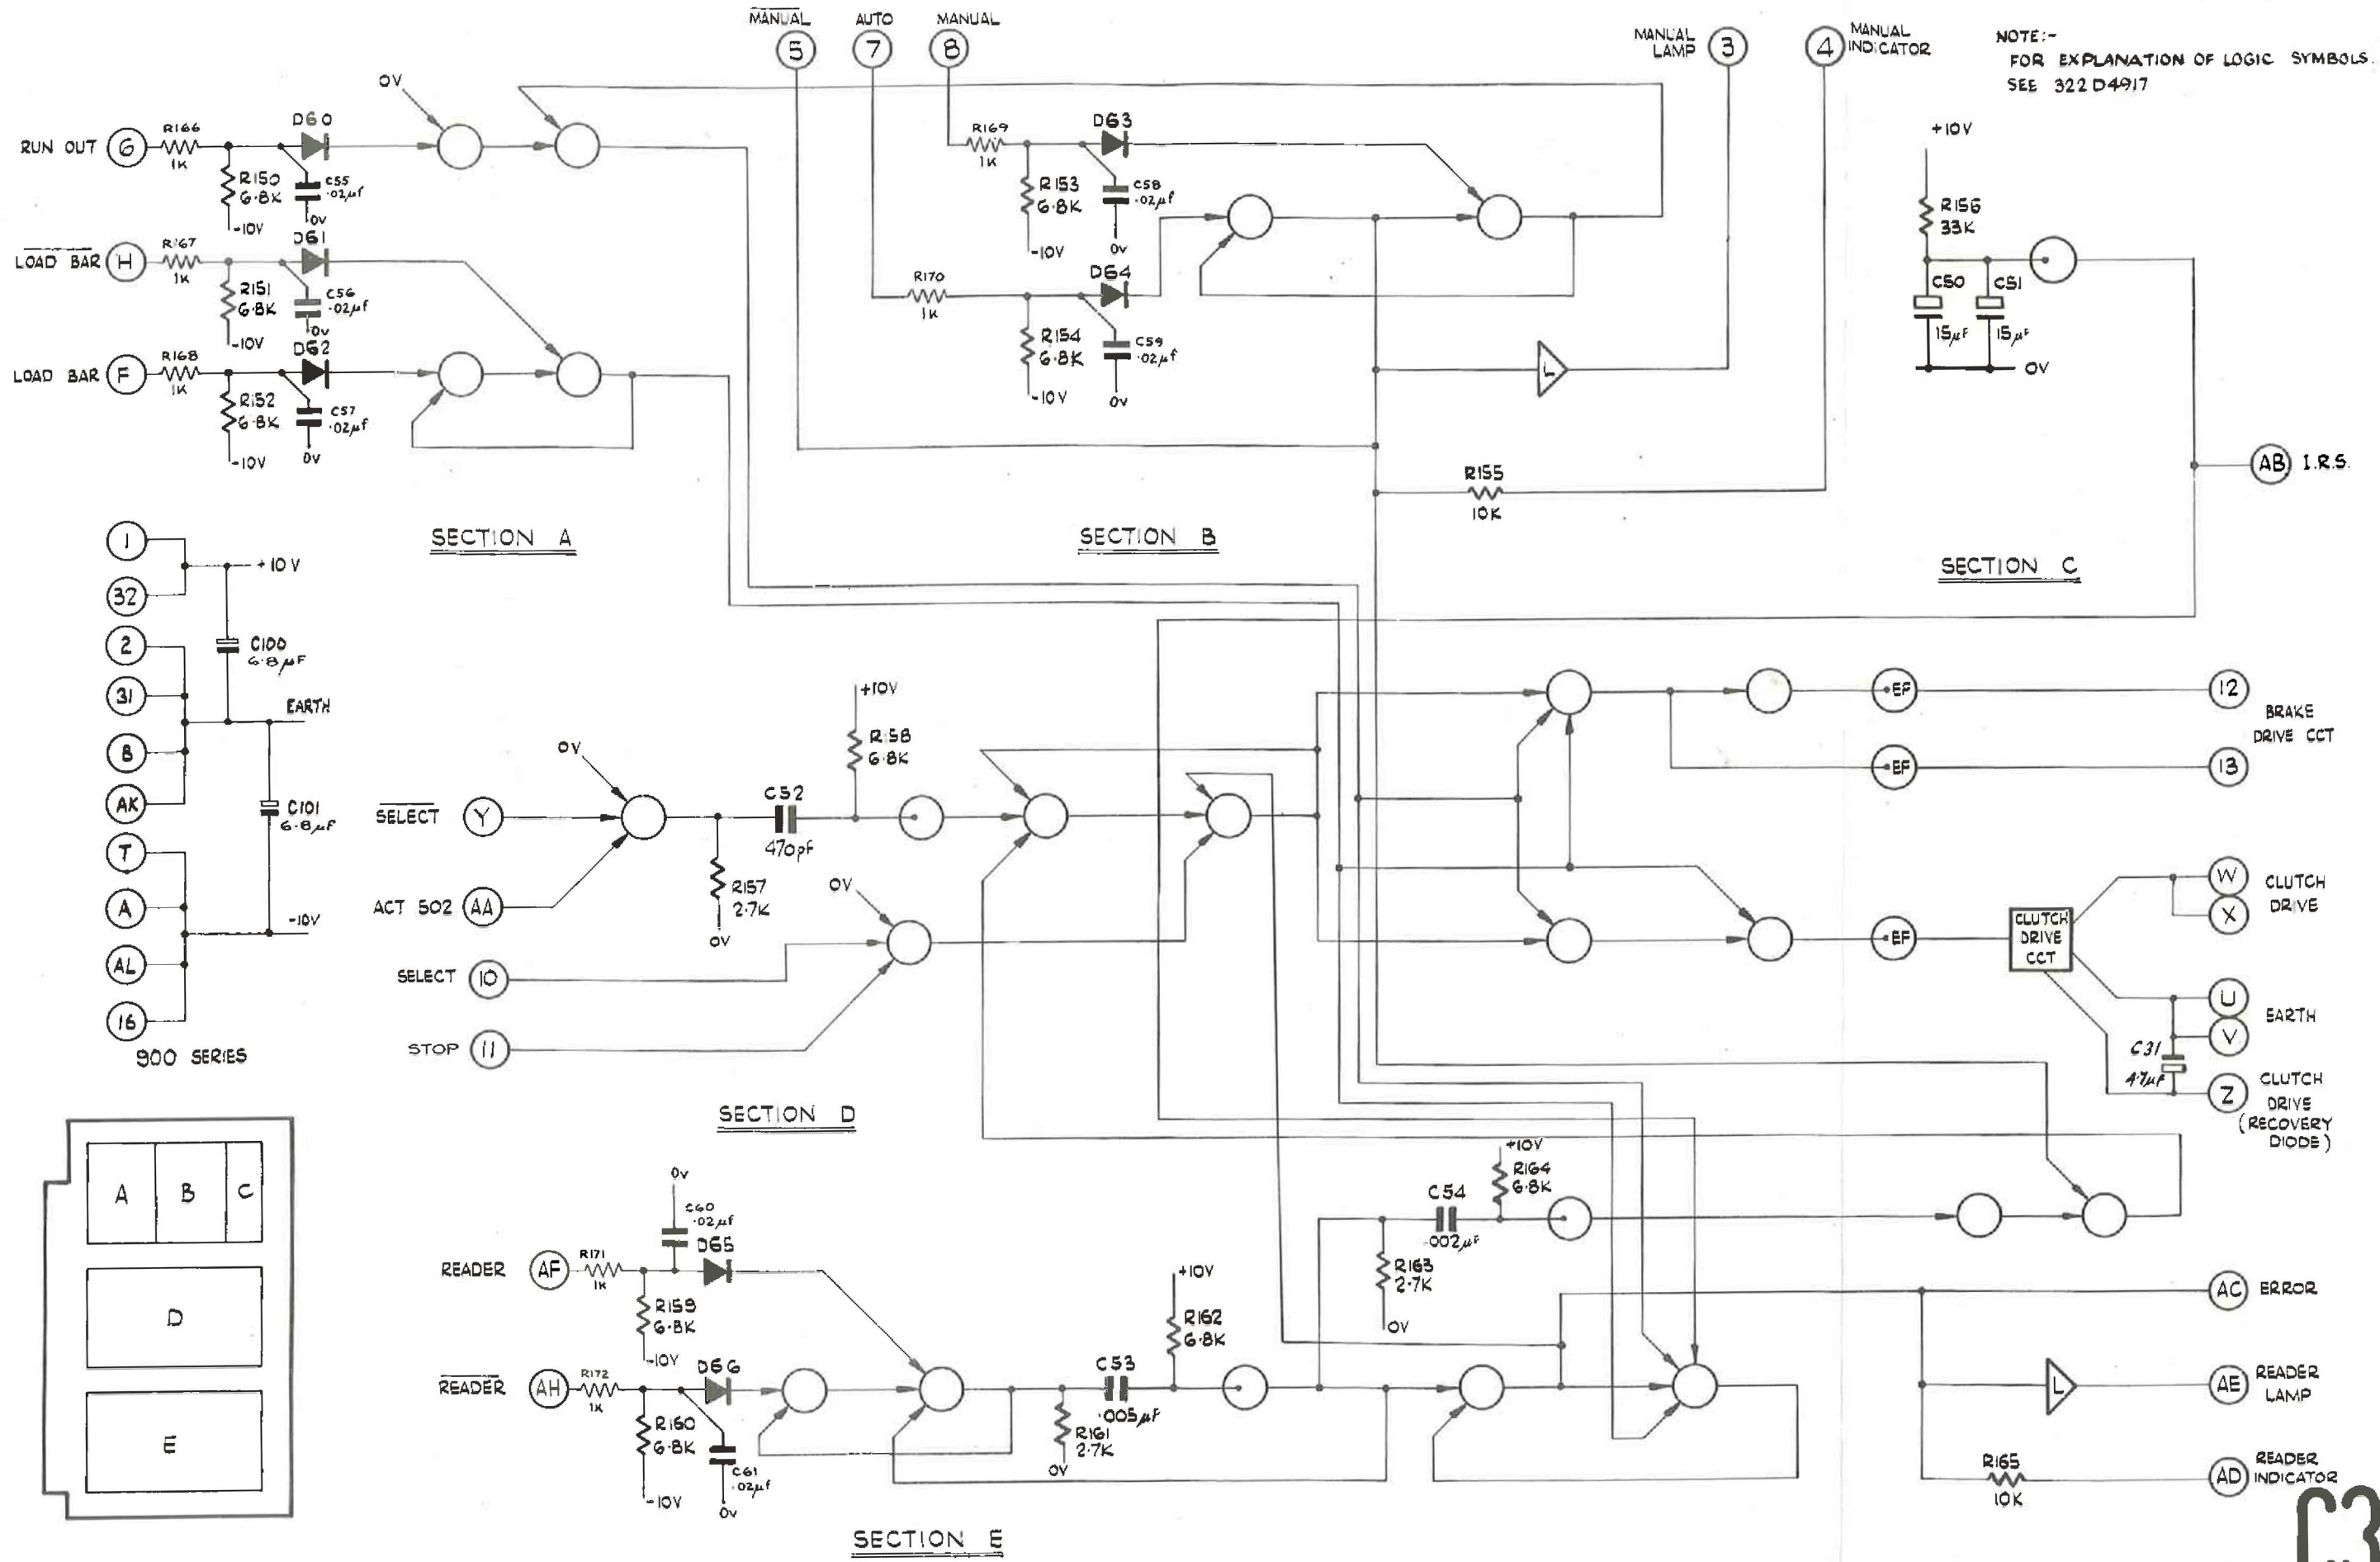 MANUAL
5
AUTO
7
MANUAL
8
MANUAL
LAMP
3
4
MANUAL
INDICATOR
NOTE:-
FOR EXPLANATION OF LOGIC SYMBOLS.
SEE 322D4917
0V
RUN OUT
R166
1K
D60
R150
6.8K
-10V
C55
.02µf
0V
LOAD BAR
H
R167
1K
D61
R151
6.8K
-10V
C56
.02µf
0V
LOAD BAR
F
R168
1K
D62
R152
6.8K
-10V
C57
.02µf
0V
SECTION A
R169
1K
D63
R153
6.8K
-10V
C58
.02µf
0V
R170
1K
D64
R154
6.8K
-10V
C59
.02µf
0V
L
R155
10K
SECTION B
+10V
R156
33K
C50
15µF
C51
15µF
0V
AB
I.R.S.
SECTION C
1
32
+10V
2
31
B
AK
C100
6.8µF
EARTH
T
A
AL
16
C101
6.8µF
-10V
900 SERIES
0V
SELECT
Y
ACT 502
AA
SELECT
10
STOP
11
R157
2.7K
0V
C52
470pF
+10V
R158
6.8K
0V
SECTION D
EF
12
BRAKE
DRIVE CCT
EF
13
EF
CLUTCH
DRIVE
CCT
W
X
CLUTCH
DRIVE
U
V
EARTH
C31
4.7µF
Z
CLUTCH
DRIVE
(RECOVERY
DIODE)
A
B
C
D
E
0V
C60
.02µf
READER
AF
R171
1K
D65
R159
6.8K
-10V
READER
AH
R172
1K
D66
R160
6.8K
-10V
C61
.02µf
0V
C53
.005µF
R161
2.7K
0V
+10V
R162
6.8K
C54
.002µF
+10V
R164
6.8K
R163
2.7K
0V
AC
ERROR
L
AE
READER
LAMP
R165
10K
AD
READER
INDICATOR
SECTION E